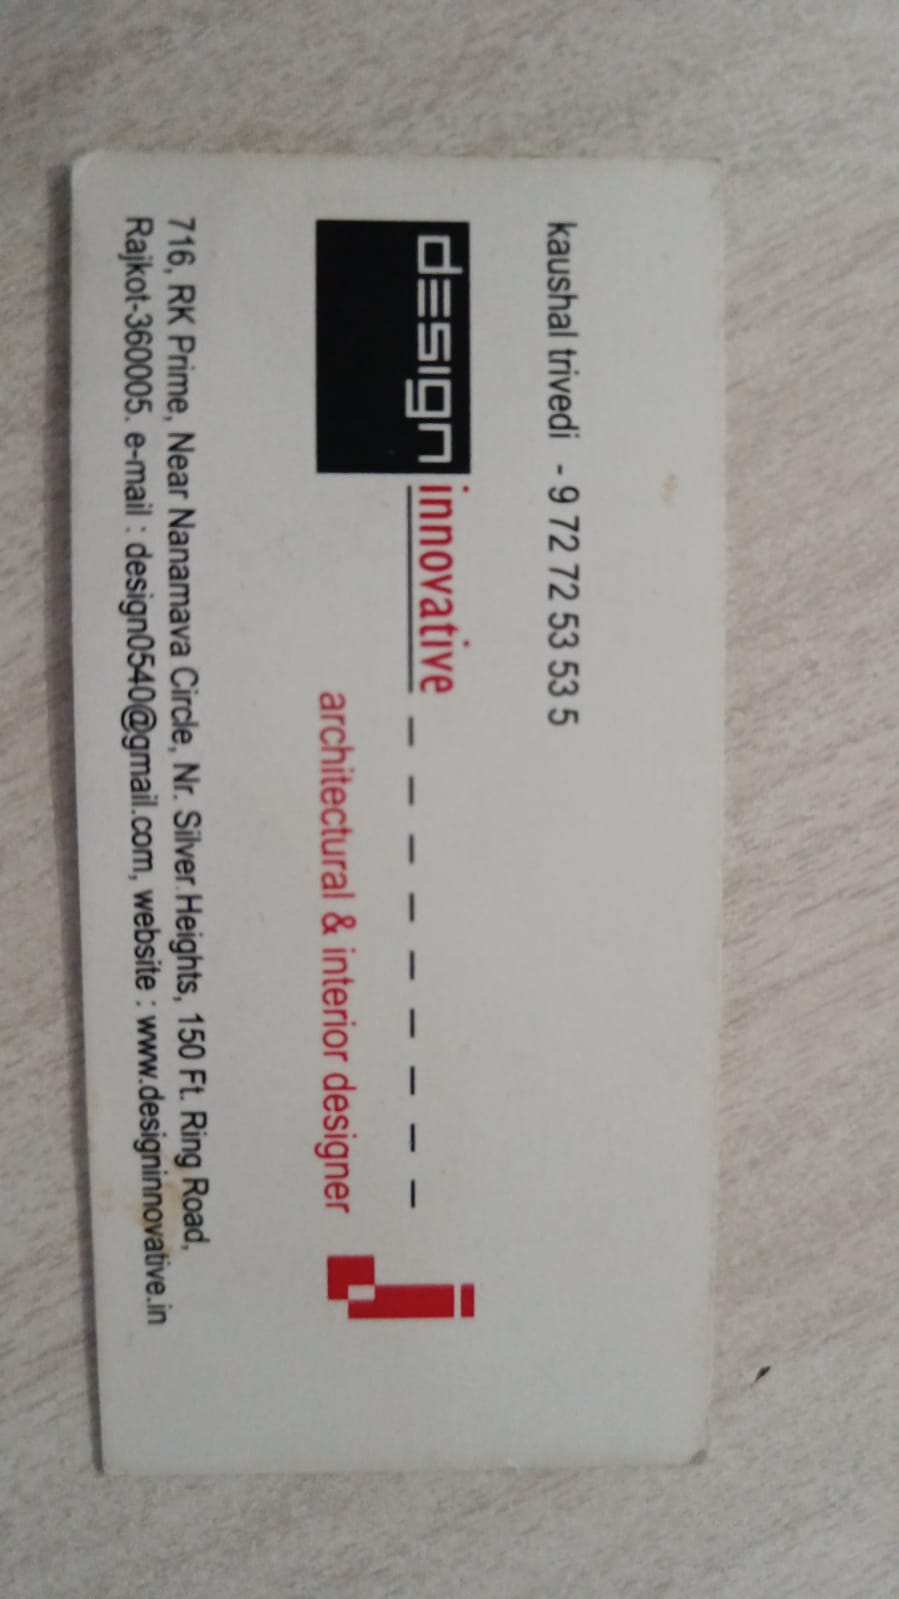 kaushal trivedi - 9 72 72 53 53 5
design innovative
architectural & interior designer
716, RK Prime, Near Nanamava Circle, Nr. Silver Heights, 150 Ft. Ring Road,
Rajkot-360005. e-mail : design0540@gmail.com, website : www.designinnovative.in